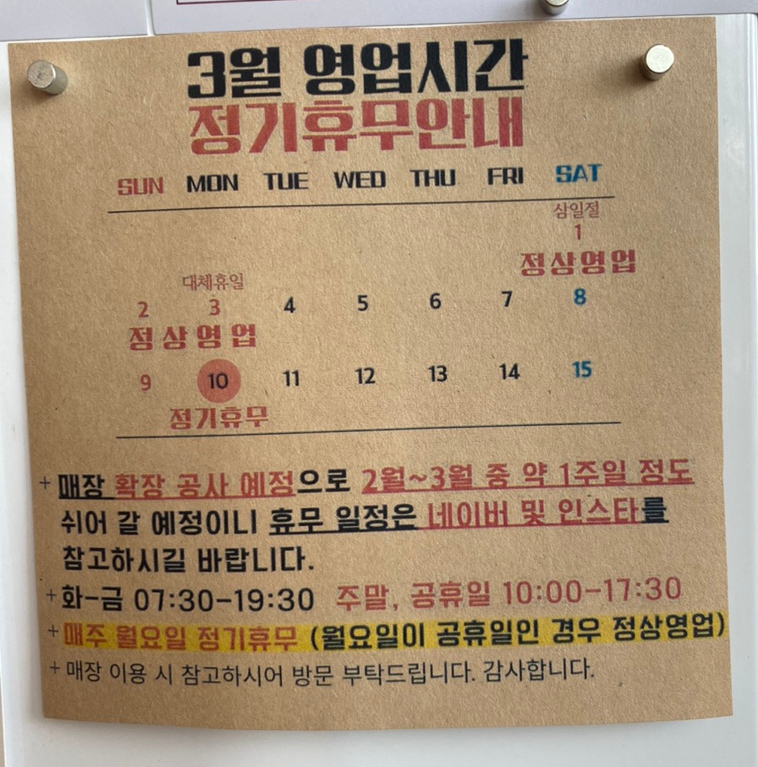 3월 영업시간
정기휴무안내
SUN MON TUE WED THU FRI SAT
삼일절
1
정상영업
대체휴일
2 3 4 5 6 7 8
정상영업
9 10 11 12 13 14 15
정기휴무
+ 매장 확장 공사 예정으로 2월~3월 중 약 1주일 정도
쉬어 갈 예정이니 휴무 일정은 네이버 및 인스타를
참고하시길 바랍니다.
+ 화-금 07:30-19:30 주말, 공휴일 10:00-17:30
+ 매주 월요일 정기휴무 (월요일이 공휴일인 경우 정상영업)
+ 매장 이용 시 참고하시어 방문 부탁드립니다. 감사합니다.